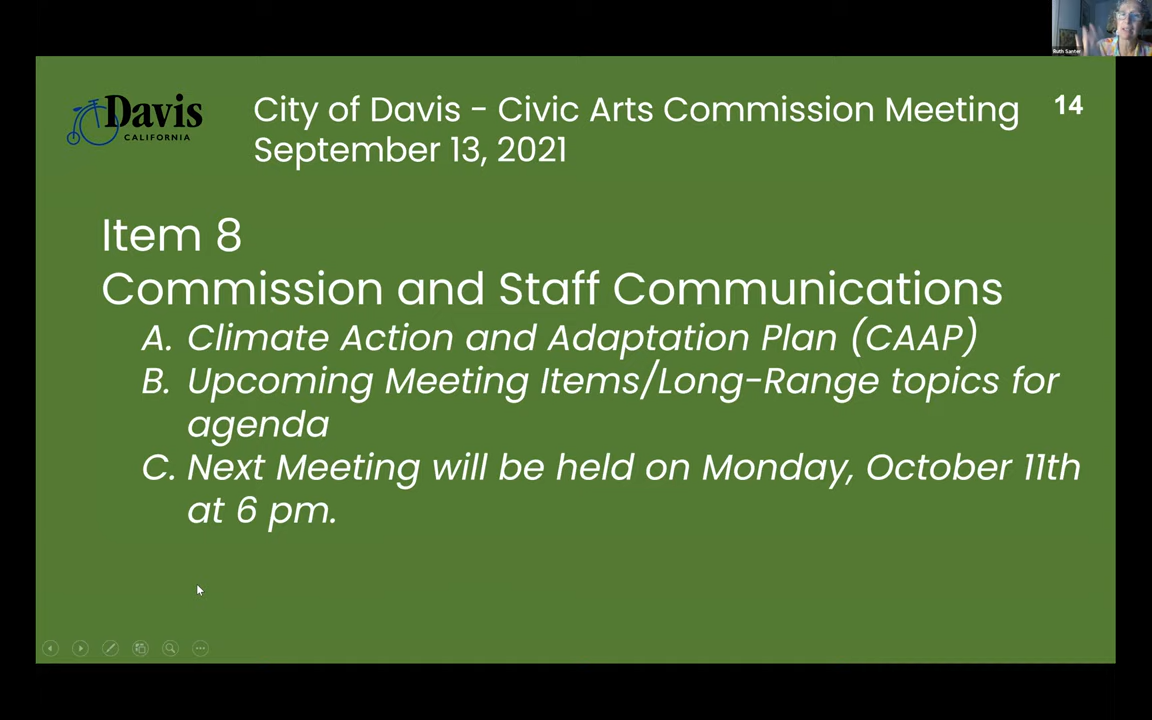 Ruth Santer
Davis
CALIFORNIA
City of Davis - Civic Arts Commission Meeting
September 13, 2021
14
Item 8
Commission and Staff Communications
A. Climate Action and Adaptation Plan (CAAP)
B. Upcoming Meeting Items/Long-Range topics for
agenda
C. Next Meeting will be held on Monday, October 11th
at 6 pm.